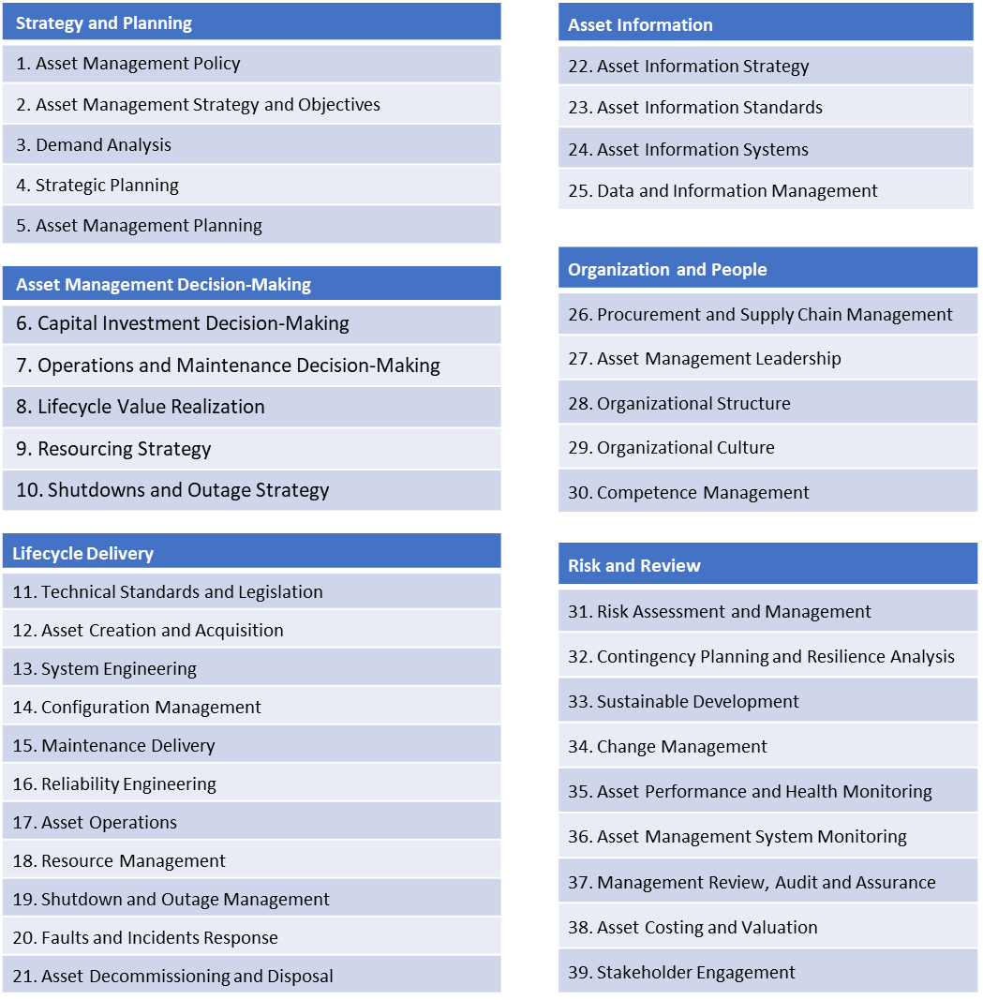 Strategy and Planning
1. Asset Management Policy
2. Asset Management Strategy and Objectives
3. Demand Analysis
4. Strategic Planning
5. Asset Management Planning
Asset Management Decision-Making
6. Capital Investment Decision-Making
7. Operations and Maintenance Decision-Making
8. Lifecycle Value Realization
9. Resourcing Strategy
10. Shutdowns and Outage Strategy
Lifecycle Delivery
11. Technical Standards and Legislation
12. Asset Creation and Acquisition
13. System Engineering
14. Configuration Management
15. Maintenance Delivery
16. Reliability Engineering
17. Asset Operations
18. Resource Management
19. Shutdown and Outage Management
20. Faults and Incidents Response
21. Asset Decommissioning and Disposal
Asset Information
22. Asset Information Strategy
23. Asset Information Standards
24. Asset Information Systems
25. Data and Information Management
Organization and People
26. Procurement and Supply Chain Management
27. Asset Management Leadership
28. Organizational Structure
29. Organizational Culture
30. Competence Management
Risk and Review
31. Risk Assessment and Management
32. Contingency Planning and Resilience Analysis
33. Sustainable Development
34. Change Management
35. Asset Performance and Health Monitoring
36. Asset Management System Monitoring
37. Management Review, Audit and Assurance
38. Asset Costing and Valuation
39. Stakeholder Engagement